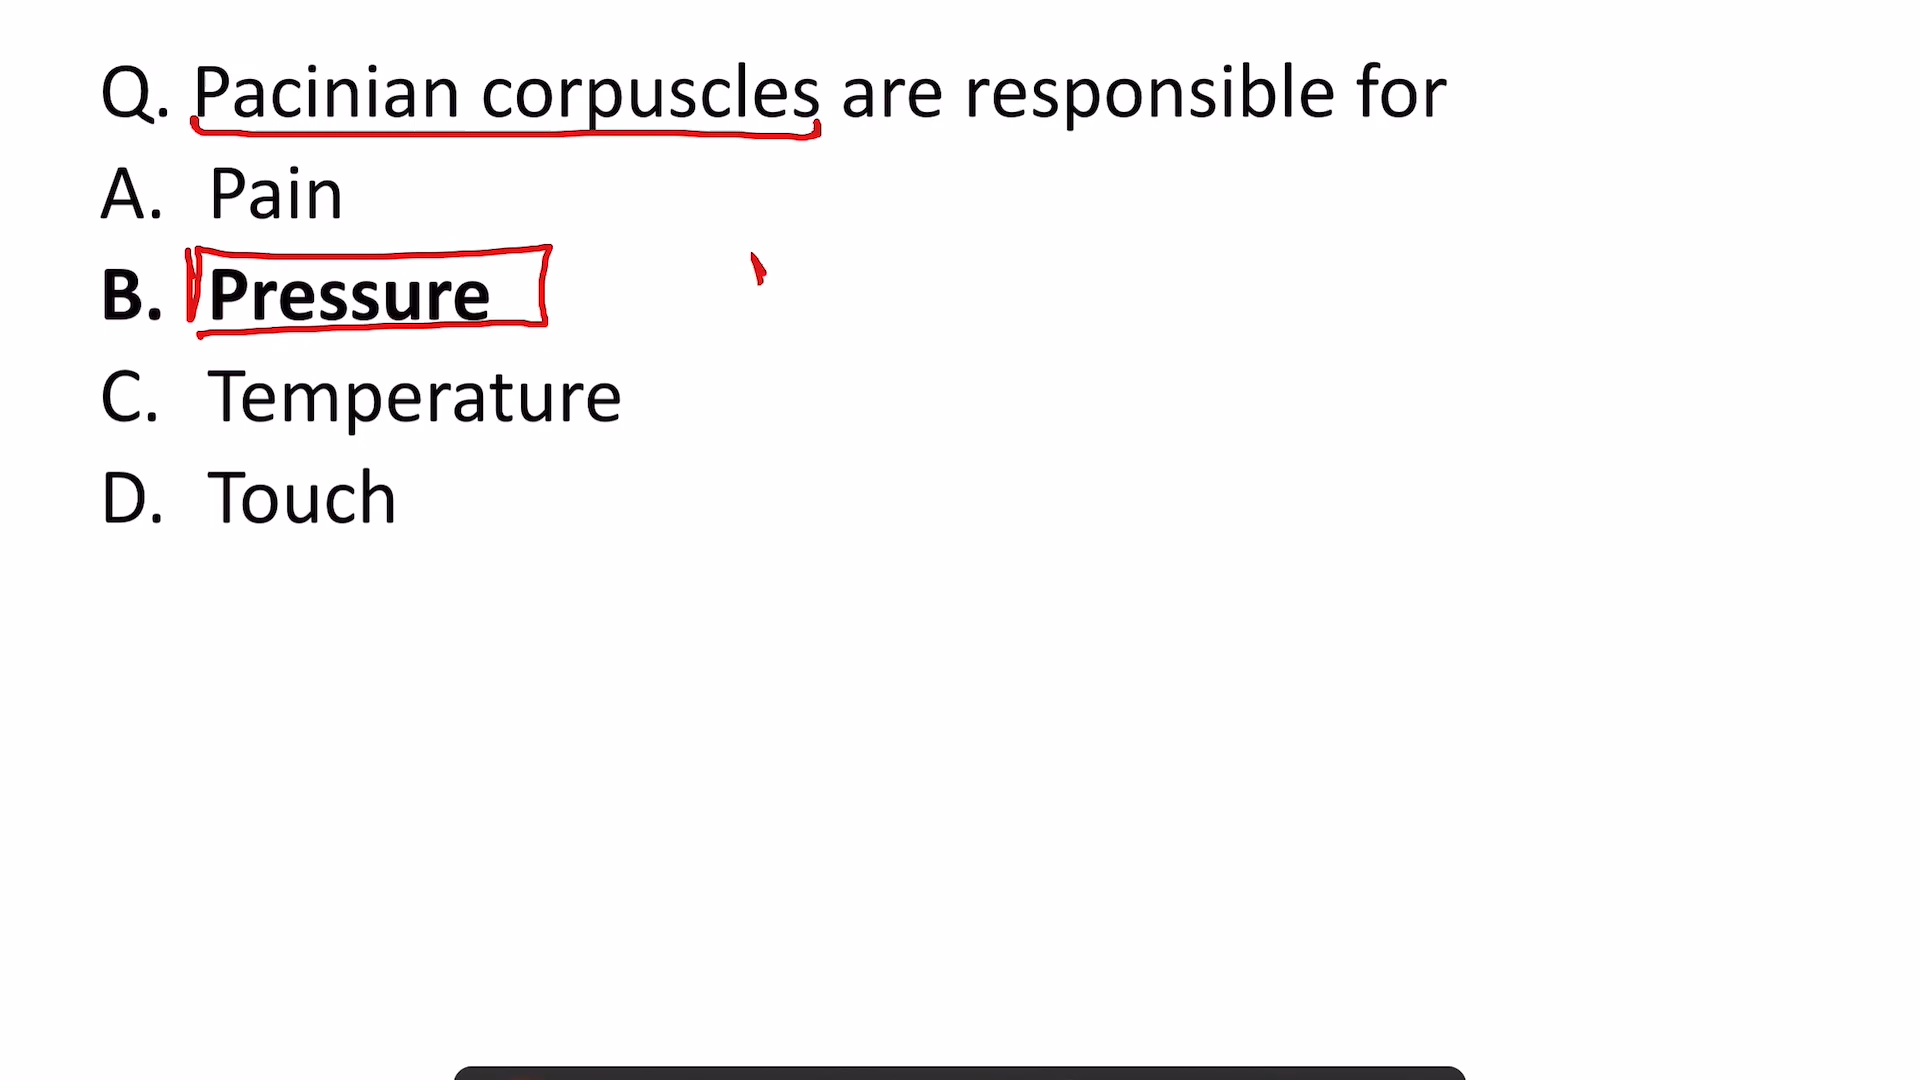 Q. Pacinian corpuscles are responsible for
A. Pain
B. Pressure
C. Temperature
D. Touch